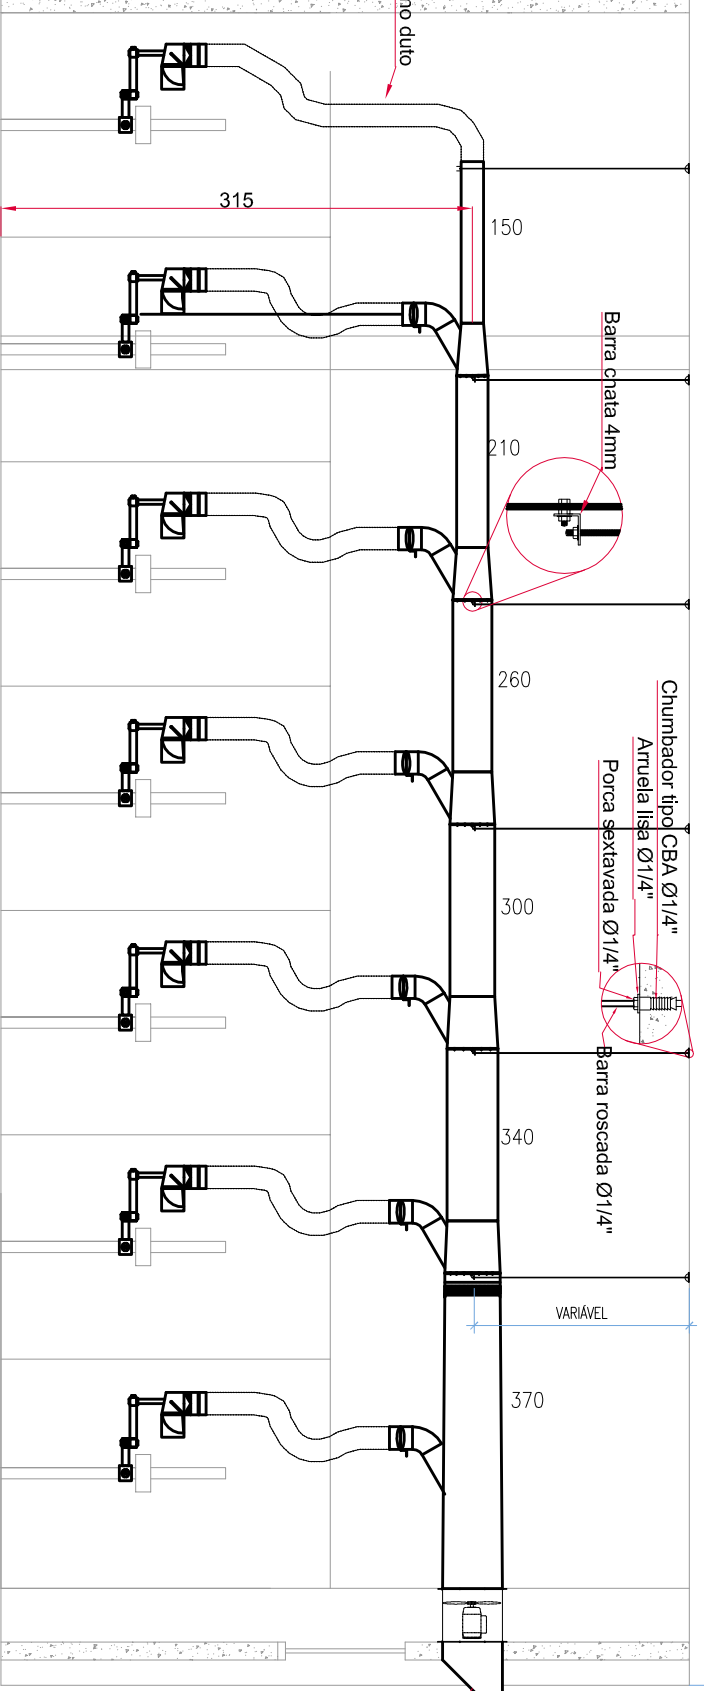 no duto
315
150
Barra chata 4mm
210
260
Chumbador tipo CBA Ø1/4"
Arruela lisa Ø1/4"
Porca sextavada Ø1/4"
300
Barra roscada Ø1/4"
340
VARIÁVEL
370